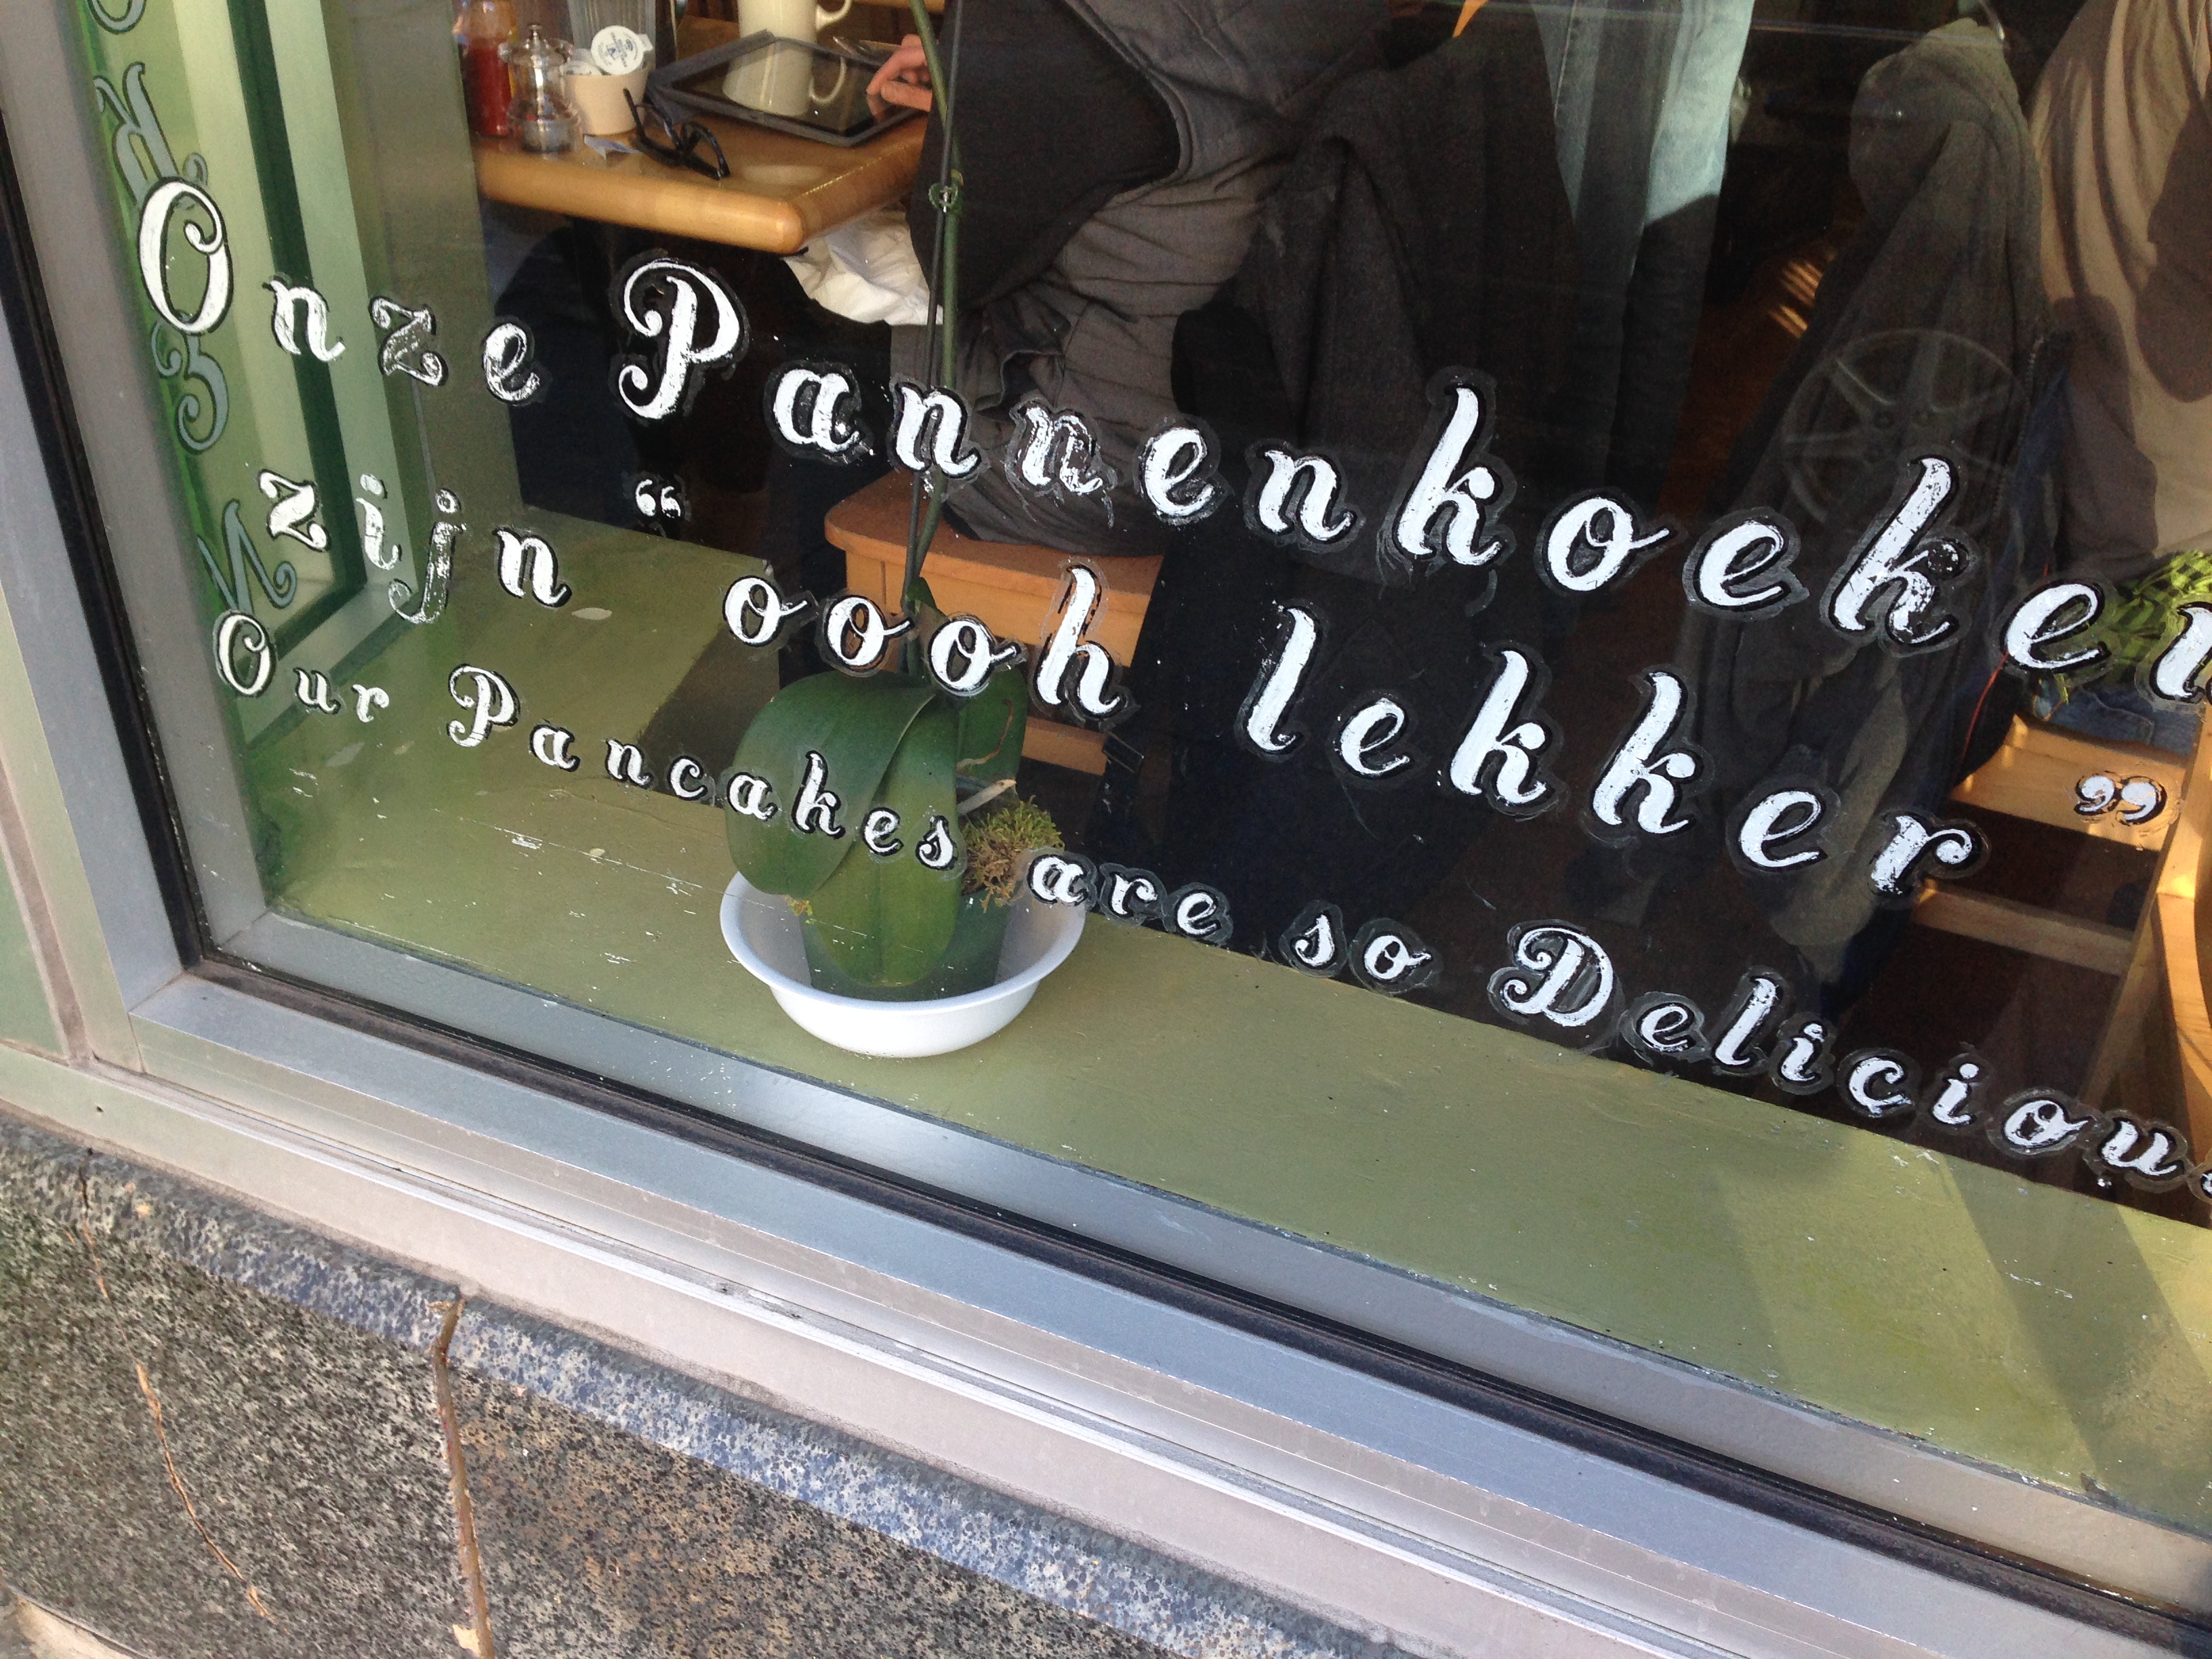 Onze Pannenkoeken
zijn “ oooh lekker ”
Our Pancakes are so Delicious